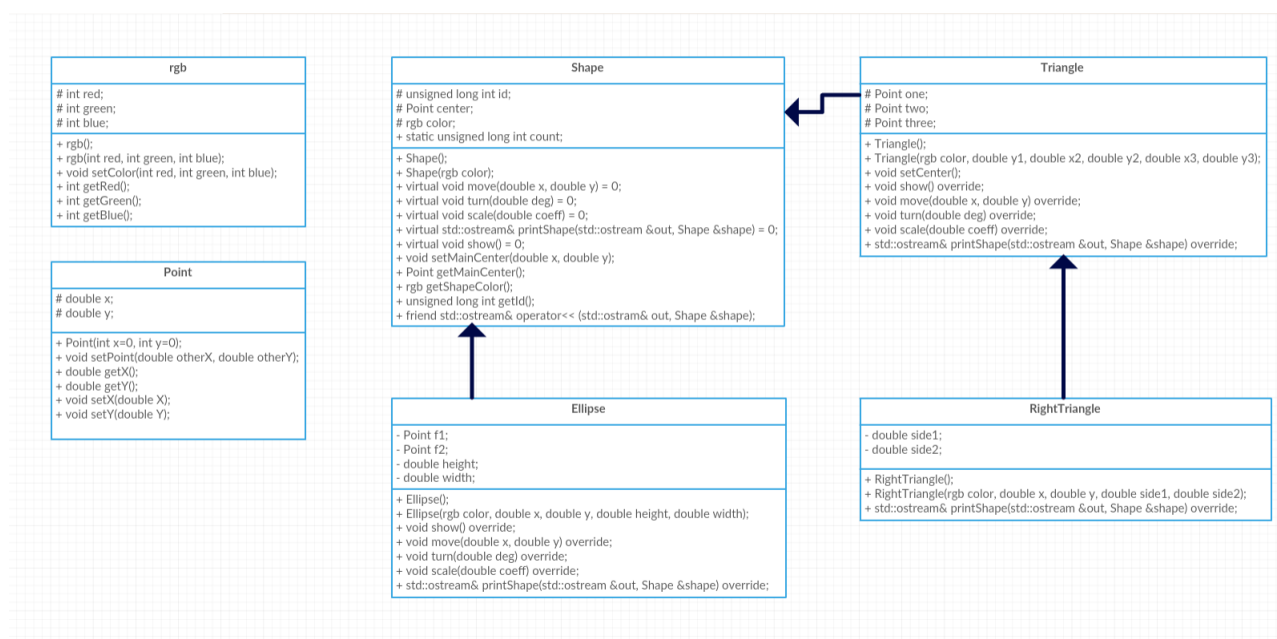 rgb
# int red;
# int green;
# int blue;
+ rgb();
+ rgb(int red, int green, int blue);
+ void setColor(int red, int green, int blue);
+ int getRed();
+ int getGreen();
+ int getBlue();
Point
# double x;
# double y;
+ Point(int x=0, int y=0);
+ void setPoint(double otherX, double otherY);
+ double getX();
+ double getY();
+ void setX(double X);
+ void setY(double Y);
Shape
# unsigned long int id;
# Point center;
# rgb color;
+ static unsigned long int count;
+ Shape();
+ Shape(rgb color);
+ virtual void move(double x, double y) = 0;
+ virtual void turn(double deg) = 0;
+ virtual void scale(double coeff) = 0;
+ virtual std::ostream& printShape(std::ostream &out, Shape &shape) = 0;
+ virtual void show() = 0;
+ void setMainCenter(double x, double y);
+ Point getMainCenter();
+ rgb getShapeColor();
+ unsigned long int getId();
+ friend std::ostream& operator<< (std::ostram& out, Shape &shape);
Ellipse
- Point f1;
- Point f2;
- double height;
- double width;
+ Ellipse();
+ Ellipse(rgb color, double x, double y, double height, double width);
+ void show() override;
+ void move(double x, double y) override;
+ void turn(double deg) override;
+ void scale(double coeff) override;
+ std::ostream& printShape(std::ostream &out, Shape &shape) override;
Triangle
# Point one;
# Point two;
# Point three;
+ Triangle();
+ Triangle(rgb color, double y1, double x2, double y2, double x3, double y3);
+ void setCenter();
+ void show() override;
+ void move(double x, double y) override;
+ void turn(double deg) override;
+ void scale(double coeff) override;
+ std::ostream& printShape(std::ostream &out, Shape &shape) override;
RightTriangle
- double side1;
- double side2;
+ RightTriangle();
+ RightTriangle(rgb color, double x, double y, double side1, double side2);
+ std::ostream& printShape(std::ostream &out, Shape &shape) override;